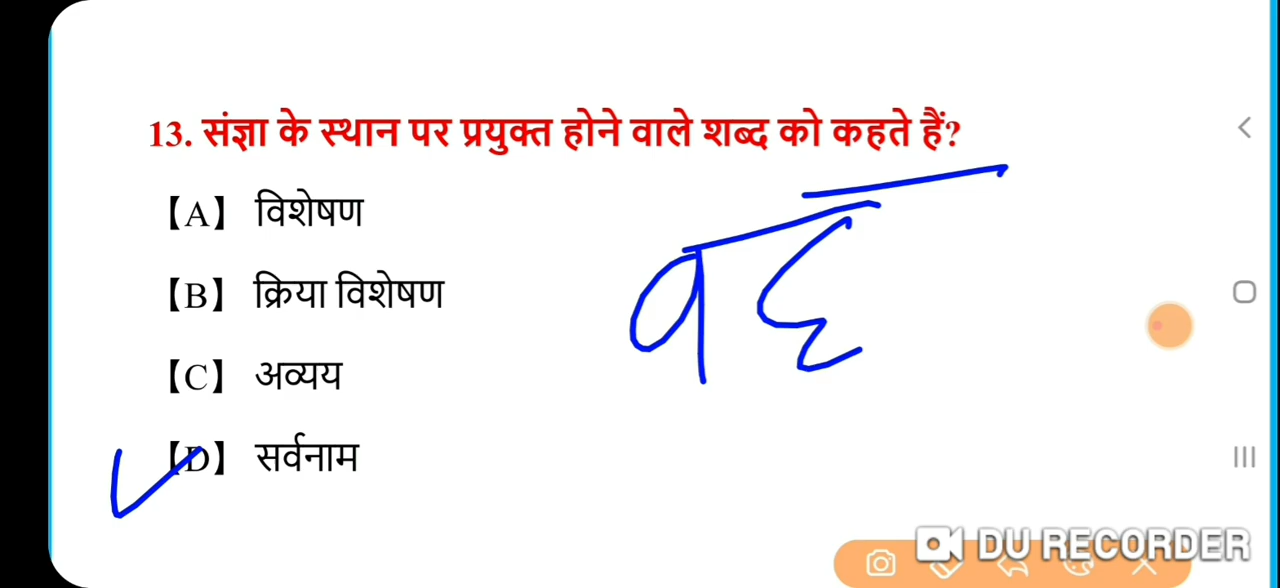 13. संज्ञा के स्थान पर प्रयुक्त होने वाले शब्द को कहते हैं?
【A】 विशेषण
वह
【B】 क्रिया विशेषण
【C】 अव्यय
【D】 सर्वनाम
DU RECORDER